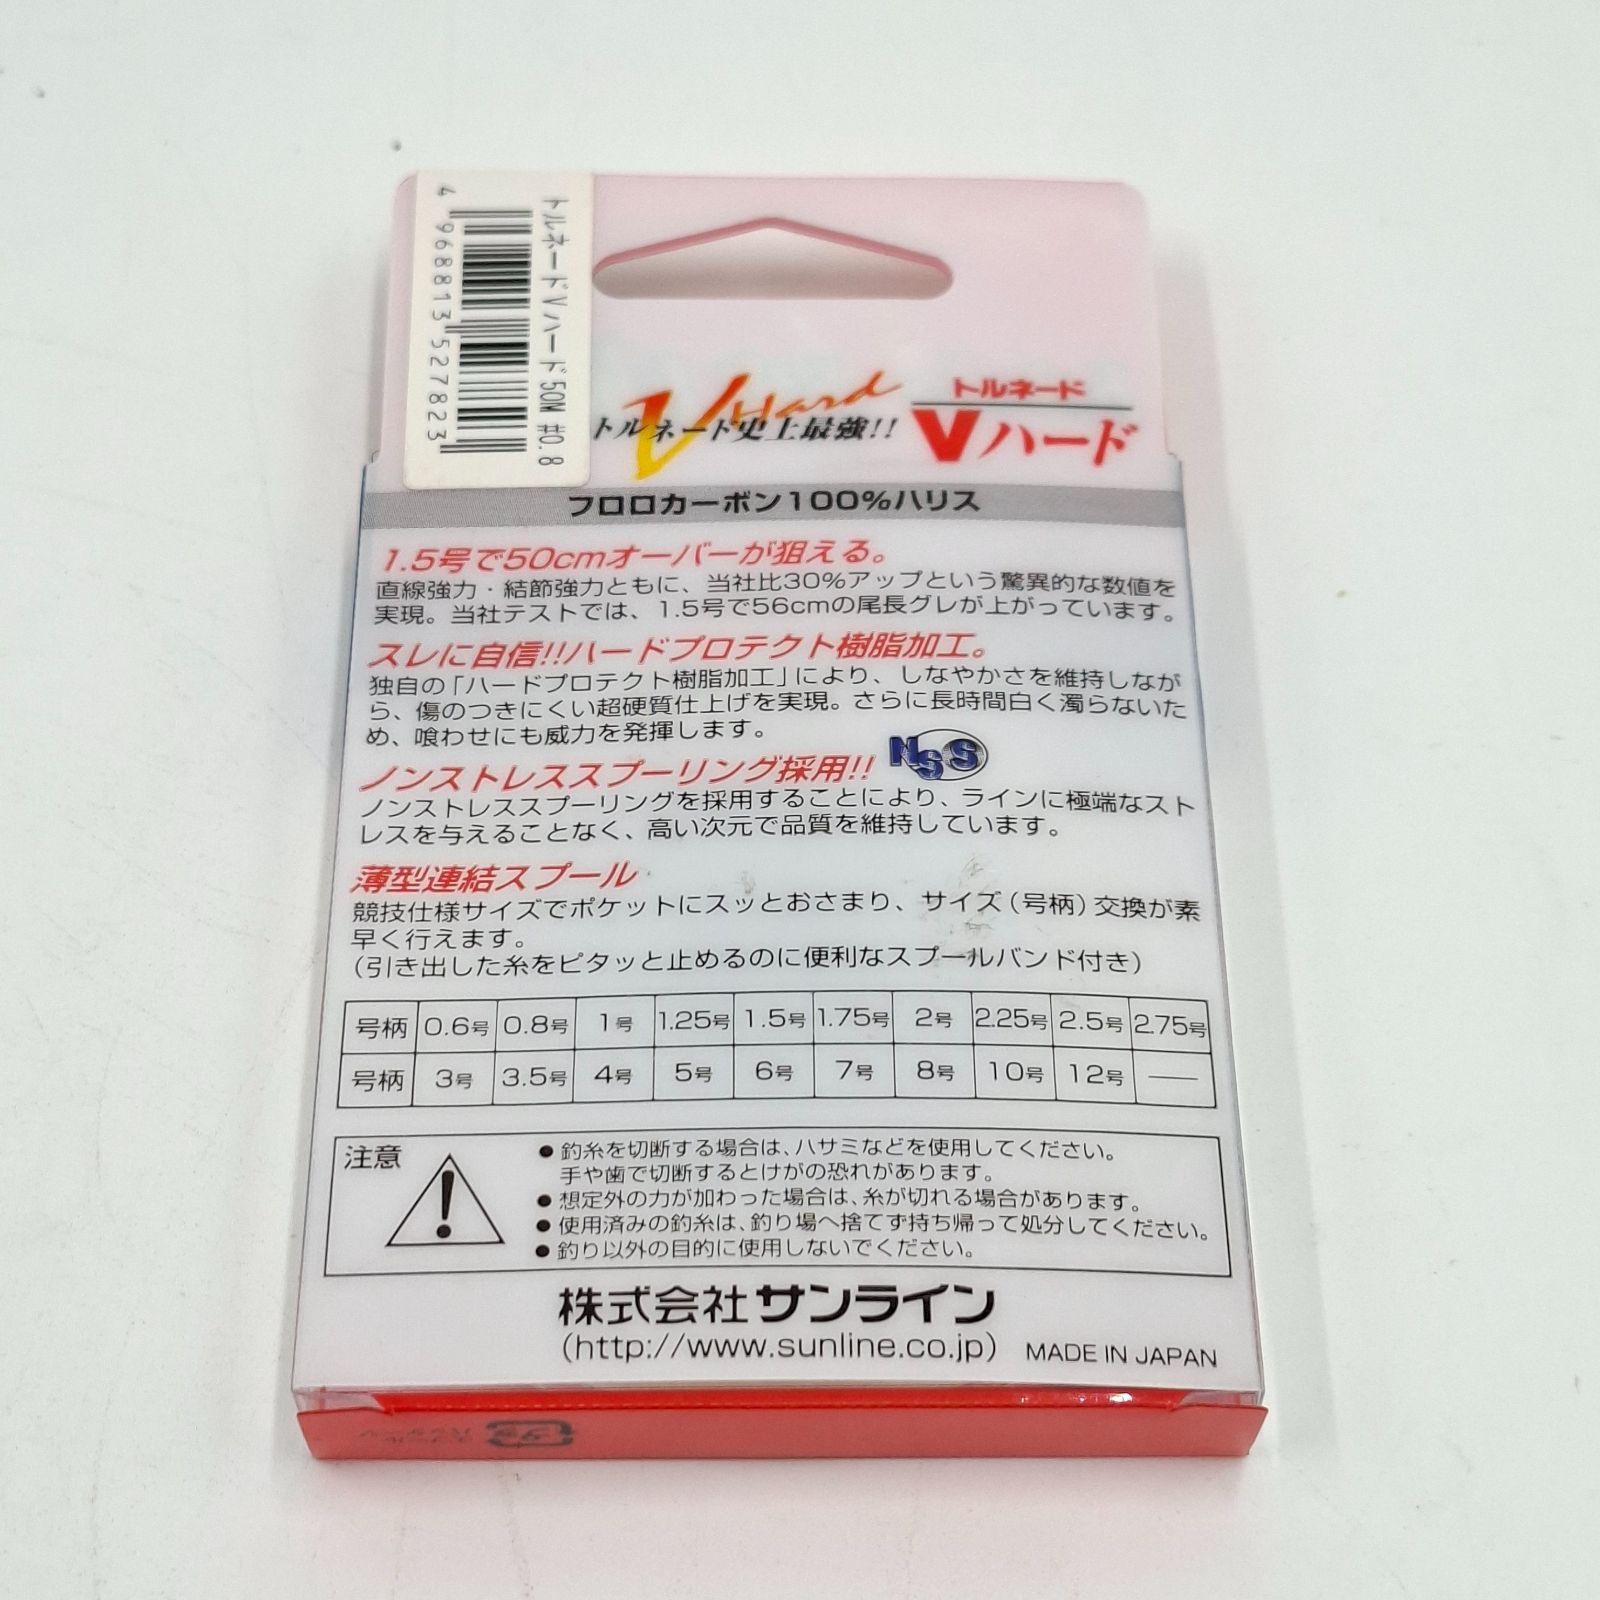 トルネードVハード50M #0.8
4 968813 527823
V Hard
トルネード史上最強!!
トルネード
Vハード
フロロカーボン100%ハリス
1.5号で50cmオーバーが狙える。
直線強力・結節強力ともに、当社比30%アップという驚異的な数値を
実現。当社テストでは、1.5号で56cmの尾長グレが上がっています。
スレに自信!!ハードプロテクト樹脂加工。
独自の「ハードプロテクト樹脂加工」により、しなやかさを維持しなが
ら、傷のつきにくい超硬質仕上げを実現。さらに長時間白く濁らないた
め、喰わせにも威力を発揮します。
ノンストレススプーリング採用!! NSS
ノンストレススプーリングを採用することにより、ラインに極端なスト
レスを与えることなく、高い次元で品質を維持しています。
薄型連結スプール
競技仕様サイズでポケットにスッとおさまり、サイズ(号柄)交換が素
早く行えます。
(引き出した糸をピタッと止めるのに便利なスプールバンド付き)
号柄 0.6号 0.8号 1号 1.25号 1.5号 1.75号 2号 2.25号 2.5号 2.75号
号柄 3号 3.5号 4号 5号 6号 7号 8号 10号 12号 ——
注意
●釣糸を切断する場合は、ハサミなどを使用してください。
手や歯で切断するとけがの恐れがあります。
●想定外の力が加わった場合は、糸が切れる場合があります。
●使用済みの釣糸は、釣り場へ捨てず持ち帰って処分してください。
●釣り以外の目的に使用しないでください。
株式会社サンライン
(http://www.sunline.co.jp) MADE IN JAPAN
プラ